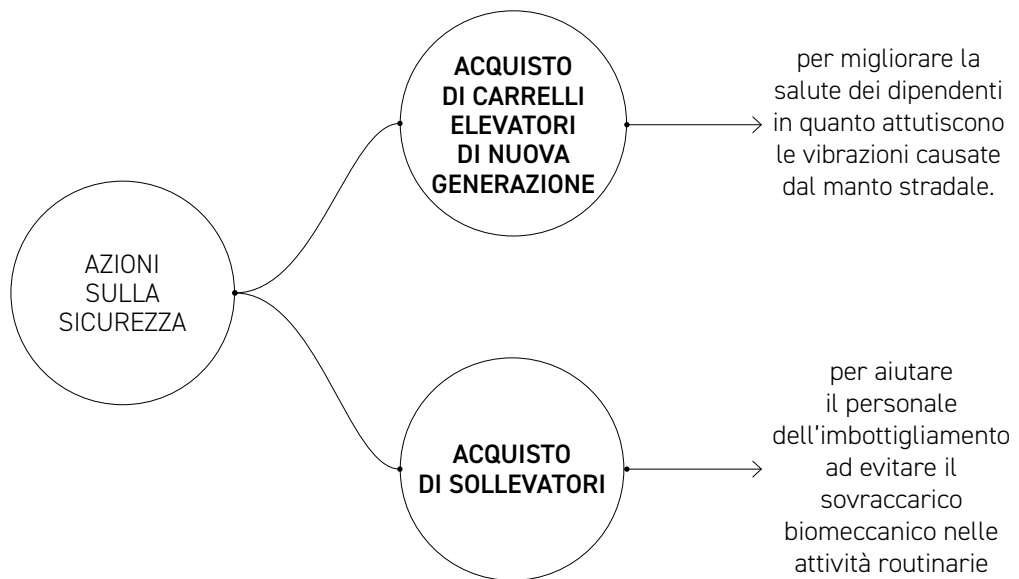 AZIONI
SULLA
SICUREZZA
ACQUISTO
DI CARRELLI
ELEVATORI
DI NUOVA
GENERAZIONE
per migliorare la
salute dei dipendenti
in quanto attutiscono
le vibrazioni causate
dal manto stradale.
ACQUISTO
DI SOLLEVATORI
per aiutare
il personale
dell'imbottigliamento
ad evitare il
sovraccarico
biomeccanico nelle
attività routinarie